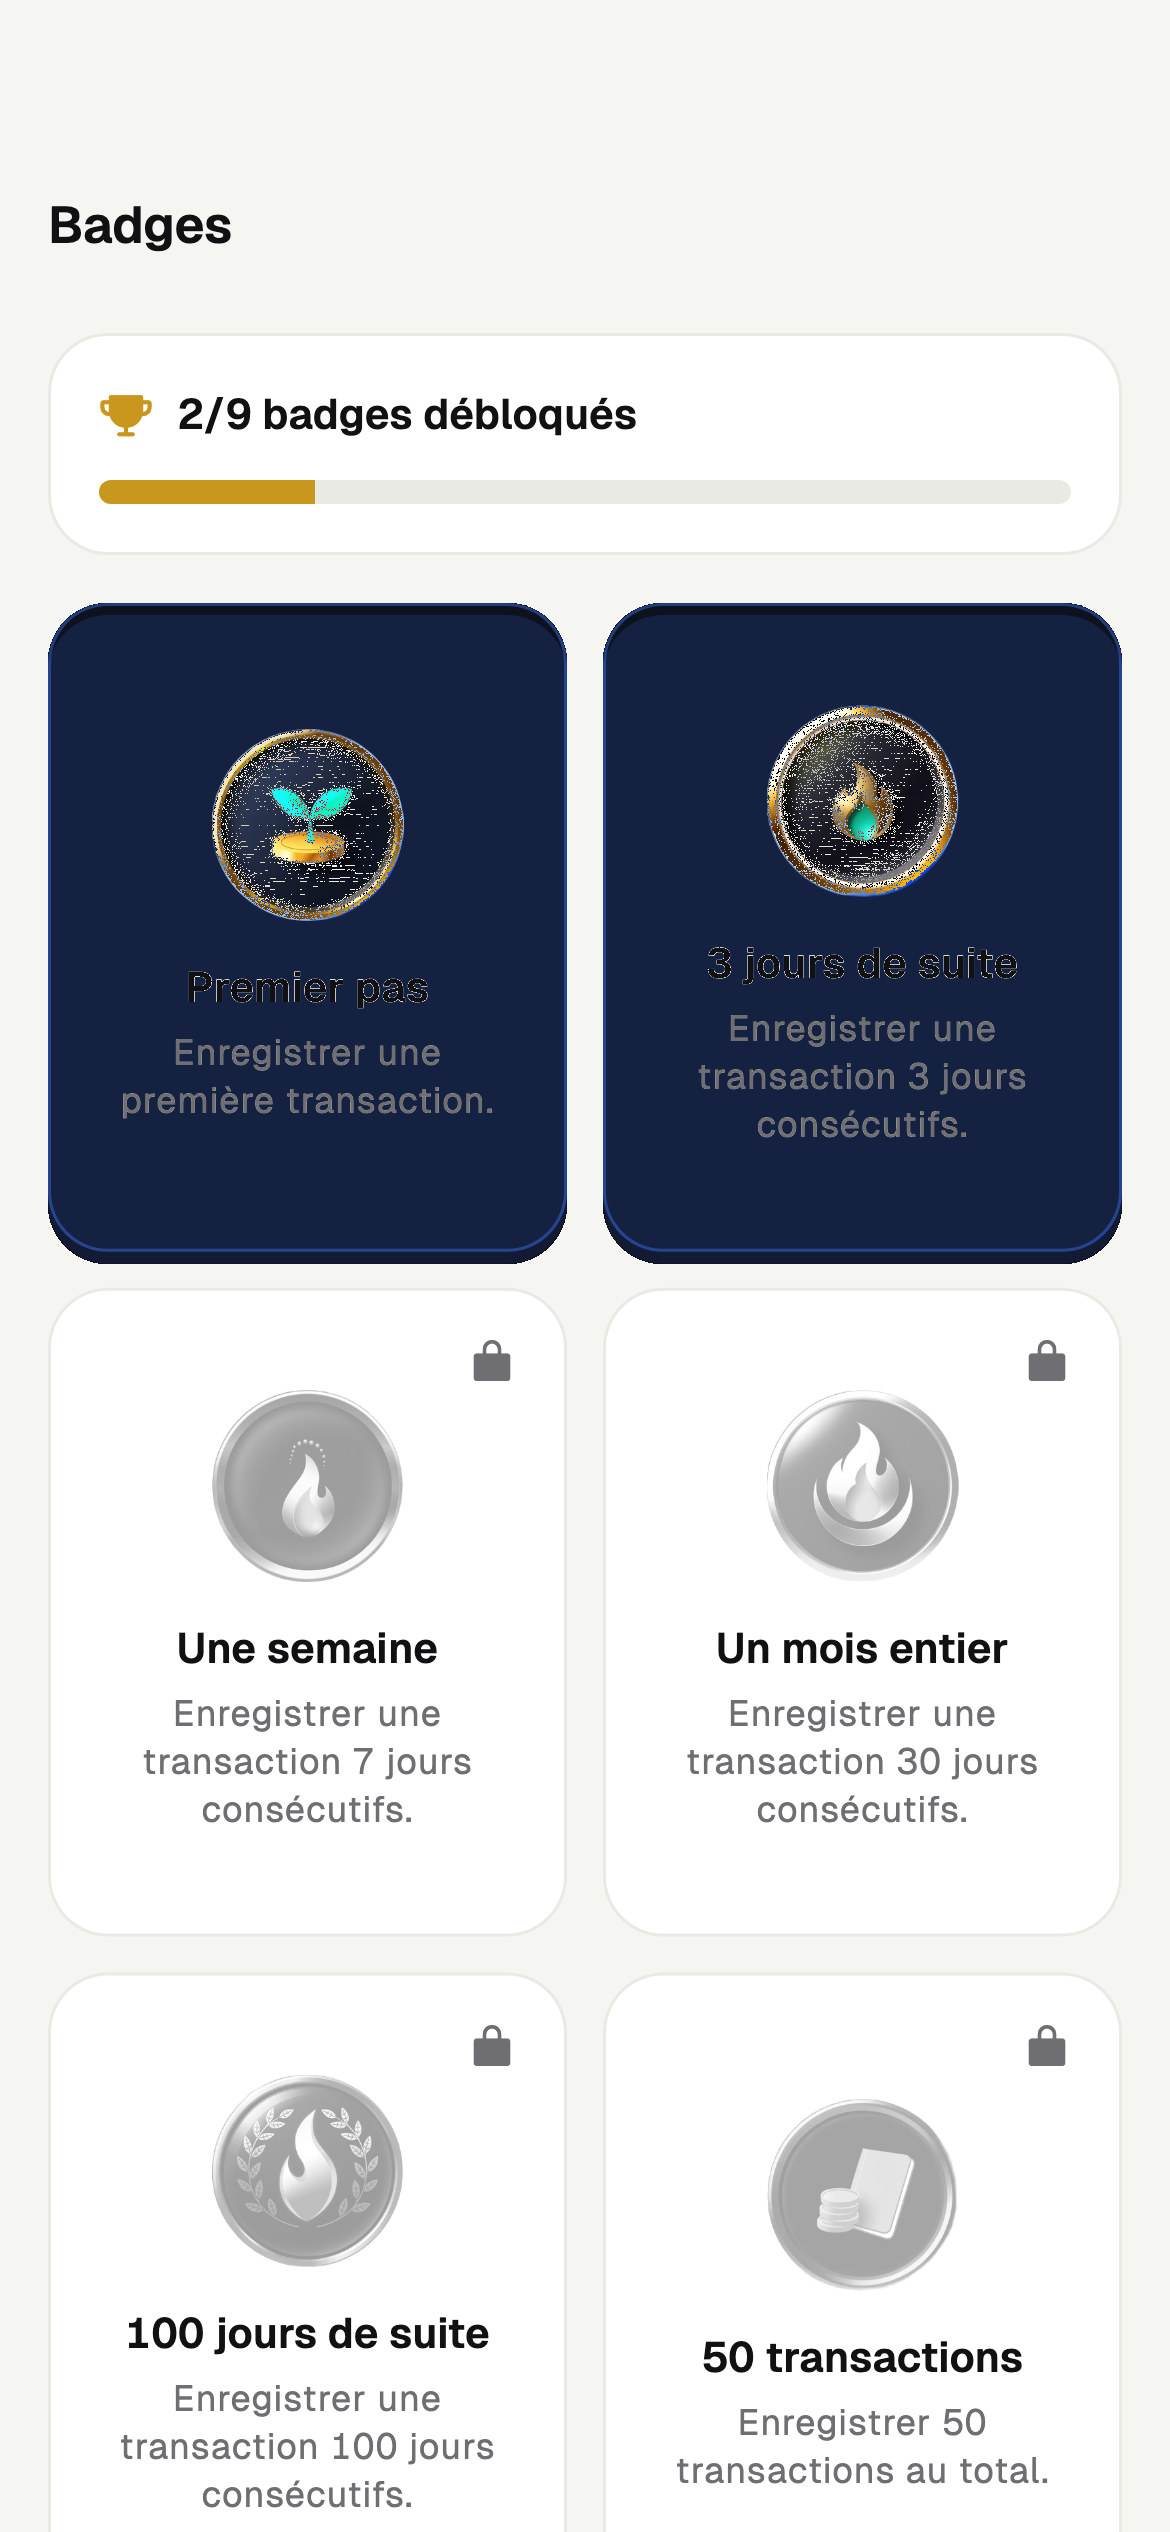 Badges
2/9 badges débloqués
Premier pas
Enregistrer une
première transaction.
3 jours de suite
Enregistrer une
transaction 3 jours
consécutifs.
Une semaine
Enregistrer une
transaction 7 jours
consécutifs.
Un mois entier
Enregistrer une
transaction 30 jours
consécutifs.
100 jours de suite
Enregistrer une
transaction 100 jours
consécutifs.
50 transactions
Enregistrer 50
transactions au total.